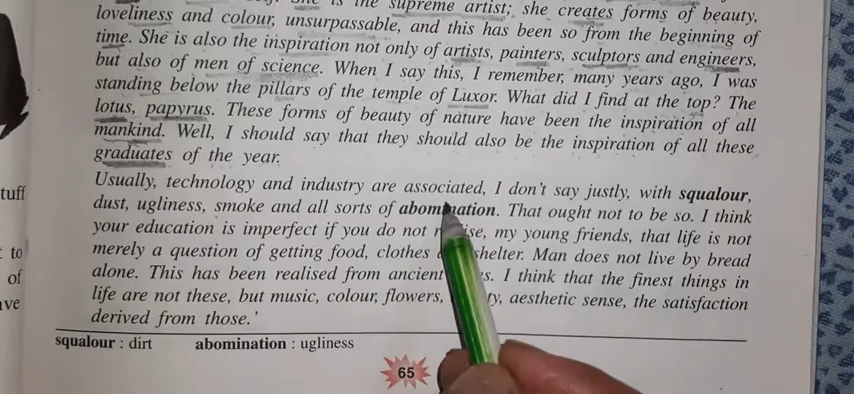 is the supreme artist; she creates forms of beauty,
loveliness and colour, unsurpassable, and this has been so from the beginning of
time. She is also the inspiration not only of artists, painters, sculptors and engineers,
but also of men of science. When I say this, I remember, many years ago, I was
standing below the pillars of the temple of Luxor. What did I find at the top? The
lotus, papyrus. These forms of beauty of nature have been the inspiration of all
mankind. Well, I should say that they should also be the inspiration of all these
graduates of the year.
tuff
Usually, technology and industry are associated, I don't say justly, with squalour,
dust, ugliness, smoke and all sorts of abomination. That ought not to be so. I think
your education is imperfect if you do not my young friends, that life is not
to
merely a question of getting food, clothes shelter. Man does not live by bread
of
alone. This has been realised from ancient I think that the finest things in
life are not these, but music, colour, flowers, aesthetic sense, the satisfaction
derived from those.'
squalour : dirt abomination : ugliness
65